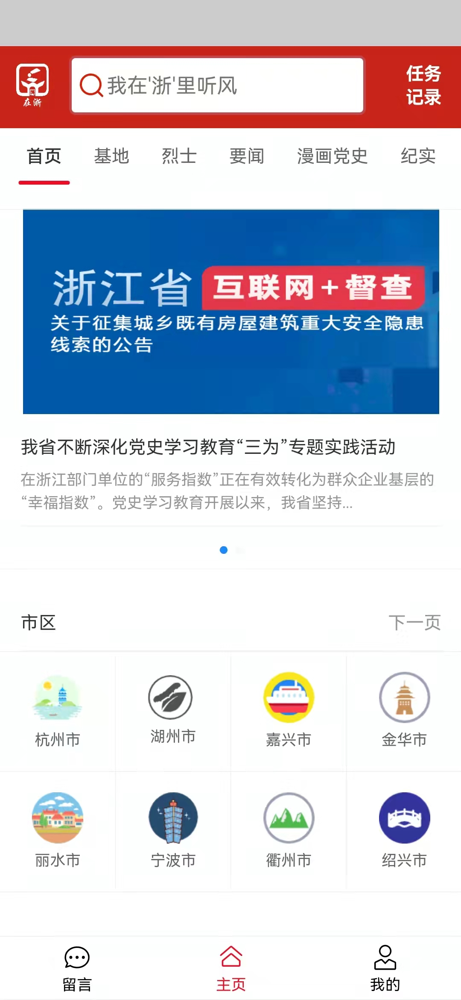 在浙
我在'浙'里听风
任务
记录
首页 基地 烈士 要闻 漫画党史 纪实
浙江省 互联网+督查
关于征集城乡既有房屋建筑重大安全隐患
线索的公告
我省不断深化党史学习教育“三为”专题实践活动
在浙江部门单位的“服务指数”正在有效转化为群众企业基层的
“幸福指数”。党史学习教育开展以来，我省坚持...
市区 下一页
杭州市 湖州市 嘉兴市 金华市
丽水市 宁波市 衢州市 绍兴市
留言 主页 我的